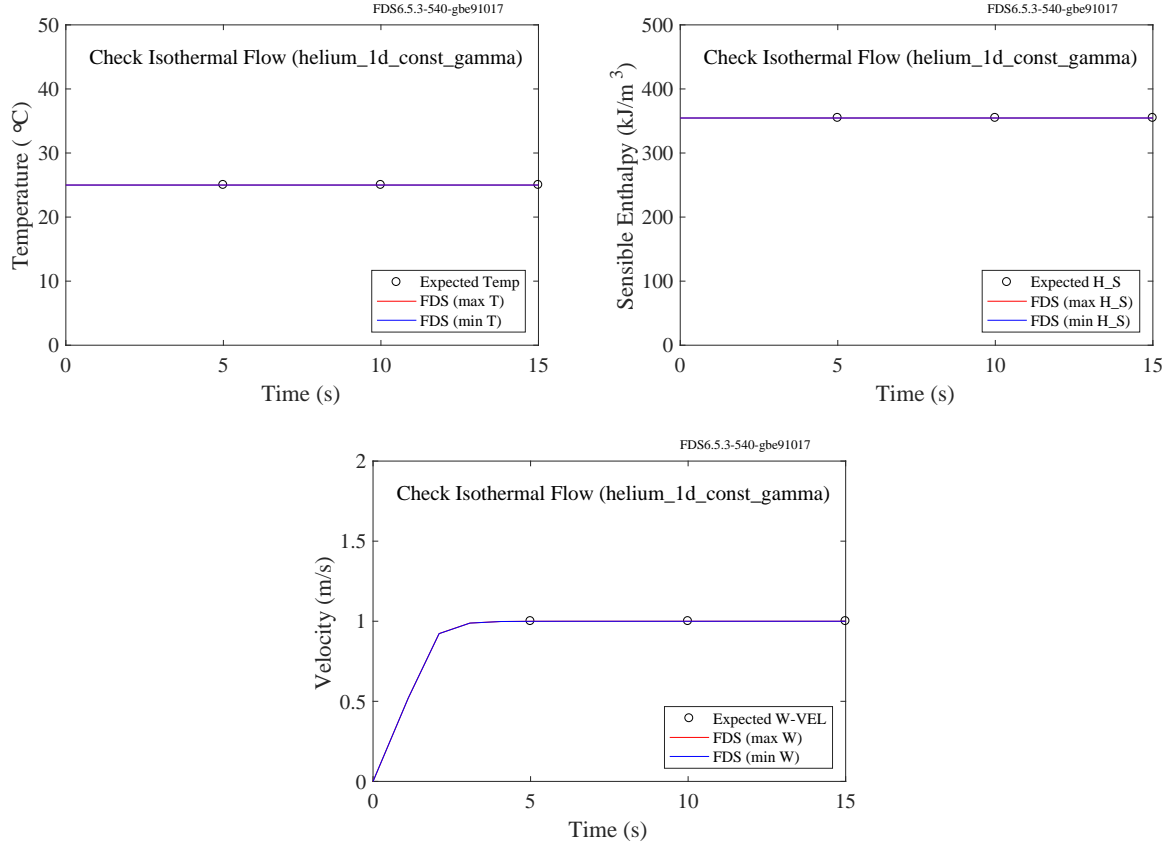 FDS6.5.3-540-gbe91017
Check Isothermal Flow (helium_1d_const_gamma)
50
40
30
20
10
0
Temperature ( °C)
Expected Temp
FDS (max T)
FDS (min T)
0 5 10 15
Time (s)
FDS6.5.3-540-gbe91017
Check Isothermal Flow (helium_1d_const_gamma)
500
400
300
200
100
0
Sensible Enthalpy (kJ/m³)
Expected H_S
FDS (max H_S)
FDS (min H_S)
0 5 10 15
Time (s)
FDS6.5.3-540-gbe91017
Check Isothermal Flow (helium_1d_const_gamma)
2
1.5
1
0.5
0
Velocity (m/s)
Expected W-VEL
FDS (max W)
FDS (min W)
0 5 10 15
Time (s)